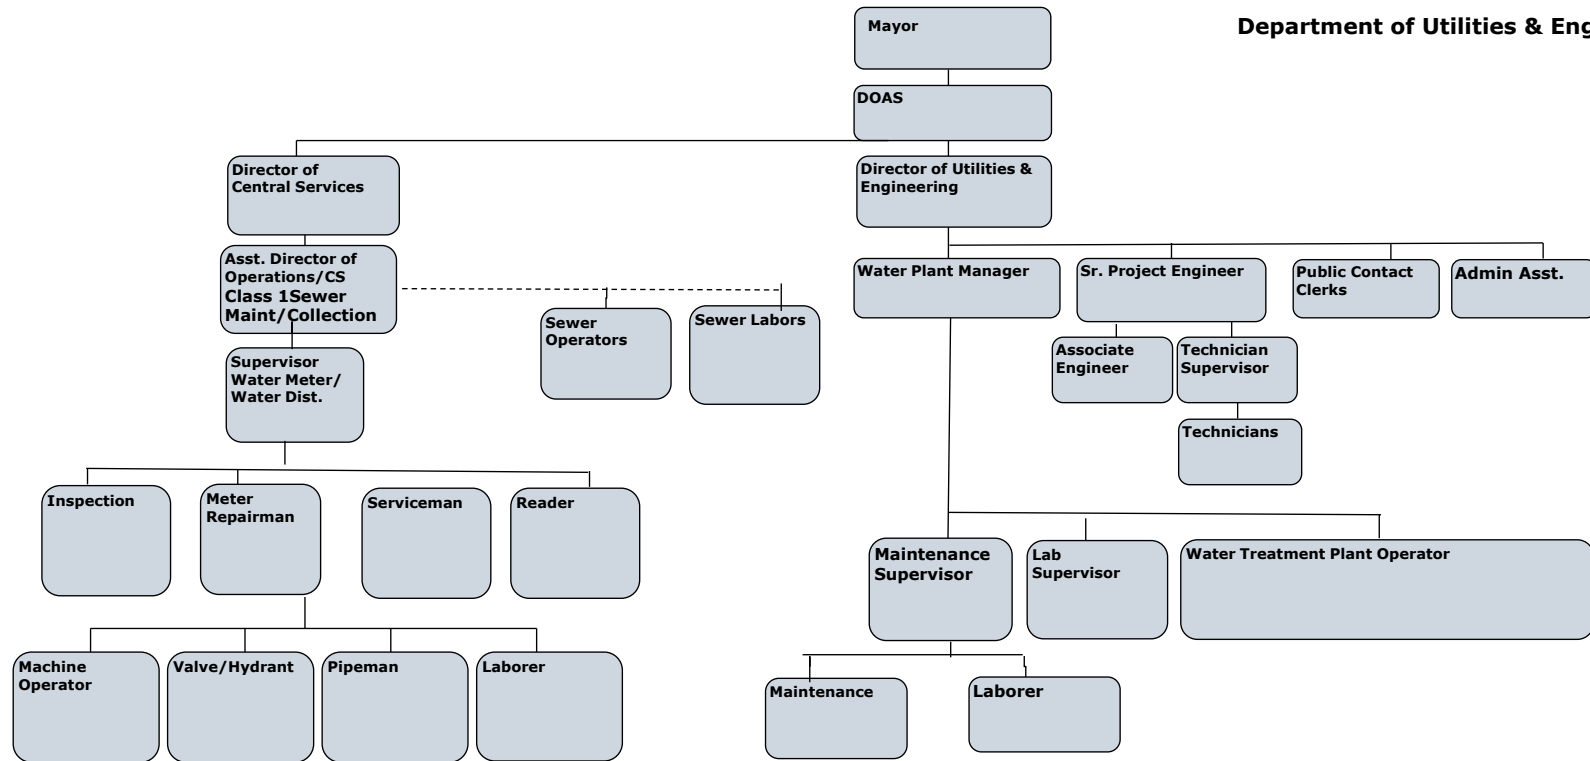 Mayor
Department of Utilities & Eng
DOAS
Director of
Central Services
Director of Utilities &
Engineering
Asst. Director of
Operations/CS
Class 1Sewer
Maint/Collection
Water Plant Manager
Sr. Project Engineer
Public Contact
Clerks
Admin Asst.
Sewer
Operators
Sewer Labors
Supervisor
Water Meter/
Water Dist.
Associate
Engineer
Technician
Supervisor
Technicians
Inspection
Meter
Repairman
Serviceman
Reader
Maintenance
Supervisor
Lab
Supervisor
Water Treatment Plant Operator
Machine
Operator
Valve/Hydrant
Pipeman
Laborer
Maintenance
Laborer